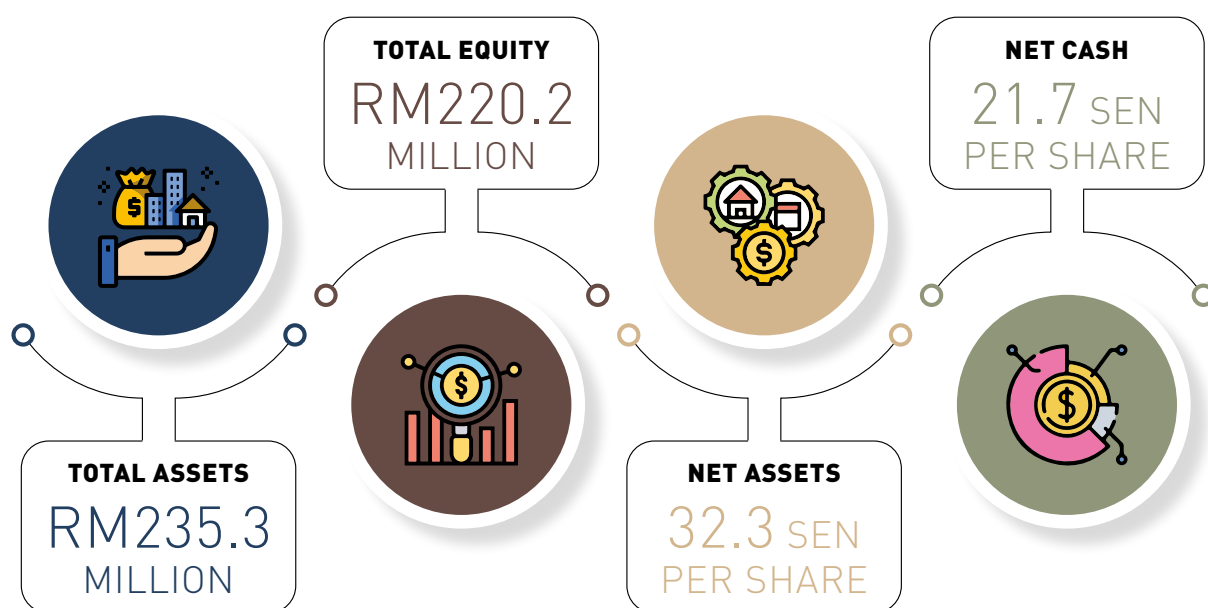 TOTAL ASSETS
RM235.3
MILLION
TOTAL EQUITY
RM220.2
MILLION
NET ASSETS
32.3 SEN
PER SHARE
NET CASH
21.7 SEN
PER SHARE